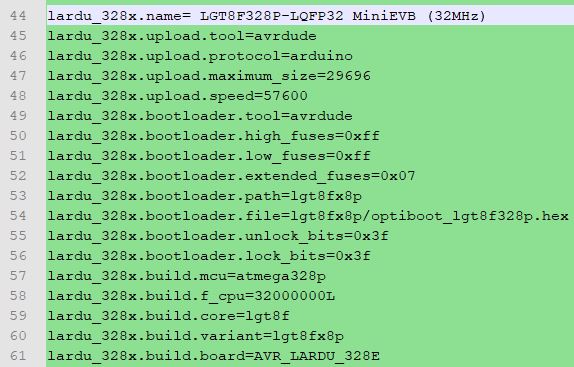 44 lardu_328x.name= LGT8F328P-LQFP32 MiniEVB (32MHz)
45 lardu_328x.upload.tool=avrdude
46 lardu_328x.upload.protocol=arduino
47 lardu_328x.upload.maximum_size=29696
48 lardu_328x.upload.speed=57600
49 lardu_328x.bootloader.tool=avrdude
50 lardu_328x.bootloader.high_fuses=0xff
51 lardu_328x.bootloader.low_fuses=0xff
52 lardu_328x.bootloader.extended_fuses=0x07
53 lardu_328x.bootloader.path=lgt8fx8p
54 lardu_328x.bootloader.file=lgt8fx8p/optiboot_lgt8f328p.hex
55 lardu_328x.bootloader.unlock_bits=0x3f
56 lardu_328x.bootloader.lock_bits=0x3f
57 lardu_328x.build.mcu=atmega328p
58 lardu_328x.build.f_cpu=32000000L
59 lardu_328x.build.core=lgt8f
60 lardu_328x.build.variant=lgt8fx8p
61 lardu_328x.build.board=AVR_LARDU_328E